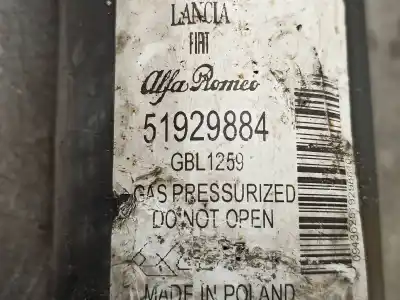 LANCIA
FIAT
Alfa Romeo
51929884
GBL1259
GAS PRESSURIZED
DO NOT OPEN
MADE IN POLAND